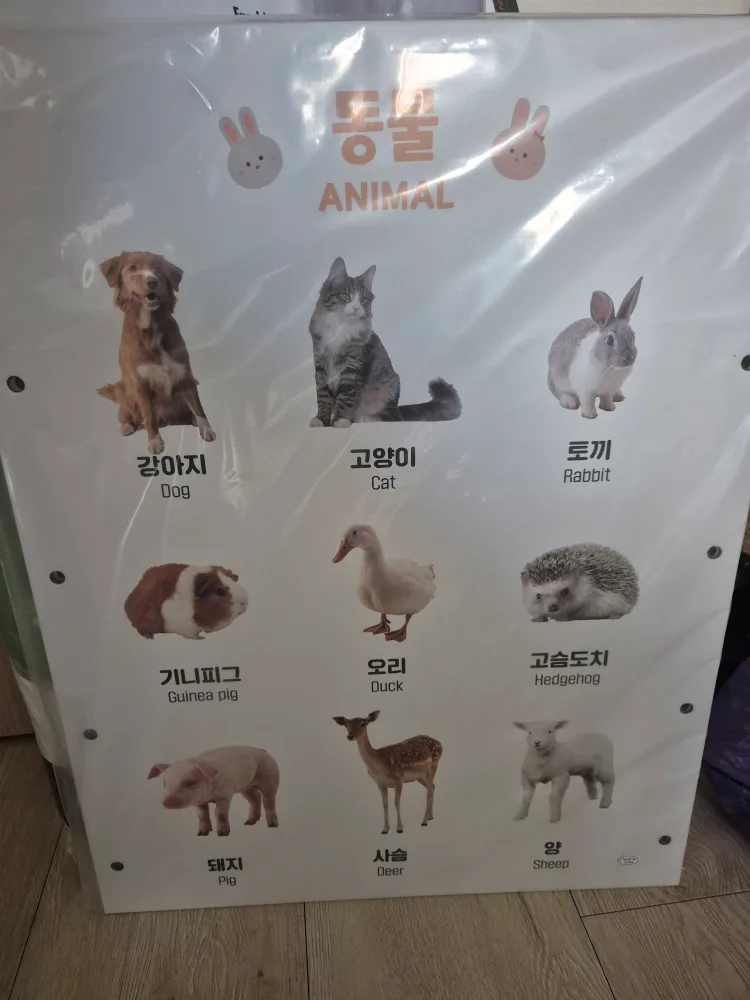 동물
ANIMAL
강아지
Dog
고양이
Cat
토끼
Rabbit
기니피그
Guinea pig
오리
Duck
고슴도치
Hedgehog
돼지
Pig
사슴
Deer
양
Sheep